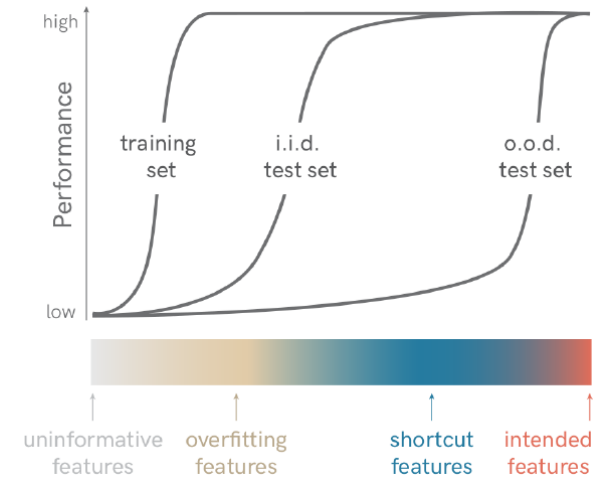 high
Performance
low
training
set
i.i.d.
test set
o.o.d.
test set
uninformative
features
overfitting
features
shortcut
features
intended
features